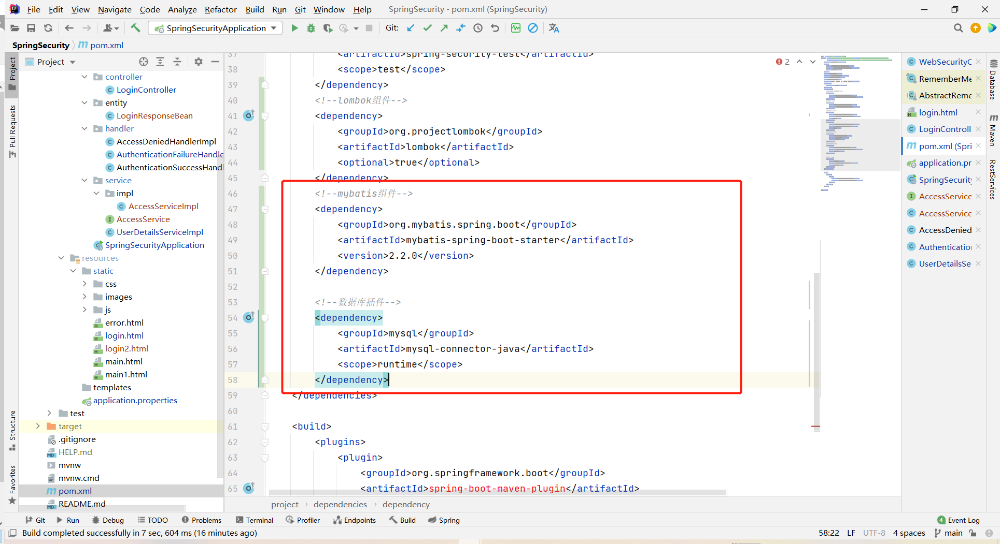 File Edit View Navigate Code Analyze Refactor Build Run Git Window Help SpringSecurity - pom.xml (SpringSecurity)
SpringSecurityApplication Git:
SpringSecurity pom.xml
Project
Project
Pull Requests
Structure
Favorites
controller
LoginController
entity
LoginResponseBean
handler
AccessDeniedHandlerImpl
AuthenticationFailureHandle
AuthenticationSuccessHandl
service
impl
AccessServiceImpl
AccessService
UserDetailsServiceImpl
SpringSecurityApplication
resources
static
css
images
js
error.html
login.html
login2.html
main.html
main1.html
templates
application.properties
test
target
.gitignore
HELP.md
mvnw
mvnw.cmd
pom.xml
README.md
37 <artifactId>spring-security-test</artifactId>
38 <scope>test</scope>
39 </dependency>
40 <!--lombok组件-->
41 <dependency>
42 <groupId>org.projectlombok</groupId>
43 <artifactId>lombok</artifactId>
44 <optional>true</optional>
45 </dependency>
46 <!--mybatis组件-->
47 <dependency>
48 <groupId>org.mybatis.spring.boot</groupId>
49 <artifactId>mybatis-spring-boot-starter</artifactId>
50 <version>2.2.0</version>
51 </dependency>
52
53 <!--数据库插件-->
54 <dependency>
55 <groupId>mysql</groupId>
56 <artifactId>mysql-connector-java</artifactId>
57 <scope>runtime</scope>
58 </dependency>
59 </dependencies>
60
61 <build>
62 <plugins>
63 <plugin>
64 <groupId>org.springframework.boot</groupId>
65 <artifactId>spring-boot-maven-plugin</artifactId>
2
project › dependencies › dependency
WebSecurityC
RememberMe
AbstractReme
login.html
LoginControll
pom.xml (Spri
application.pr
SpringSecurity
AccessService
AccessService
AccessDenied
Authentication
UserDetailsSe
Database
Maven
RestServices
Git Run Debug TODO Problems Terminal Profiler Endpoints Build Spring 4 Event Log
Build completed successfully in 7 sec, 604 ms (16 minutes ago) 58:22 LF UTF-8 4 spaces main